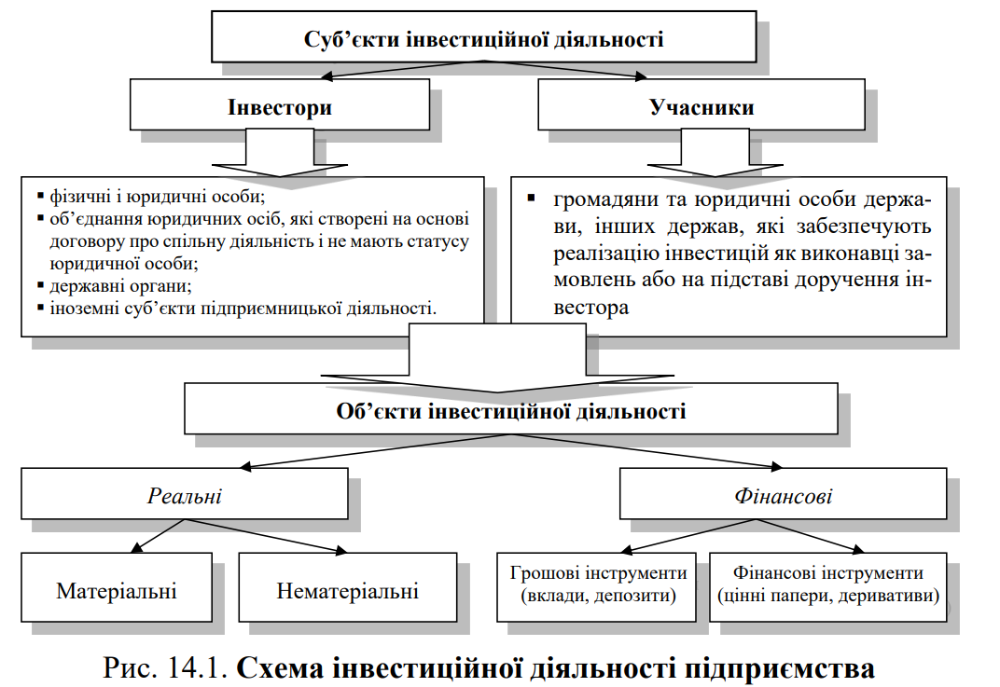 Суб’єкти інвестиційної діяльності
Інвестори
Учасники
▪ фізичні і юридичні особи;
▪ об’єднання юридичних осіб, які створені на основі
договору про спільну діяльність і не мають статусу
юридичної особи;
▪ державні органи;
▪ іноземні суб’єкти підприємницької діяльності.
▪ громадяни та юридичні особи держа-
ви, інших держав, які забезпечують
реалізацію інвестицій як виконавці за-
мовлень або на підставі доручення ін-
вестора
Об’єкти інвестиційної діяльності
Реальні
Фінансові
Матеріальні
Нематеріальні
Грошові інструменти
(вклади, депозити)
Фінансові інструменти
(цінні папери, деривативи)
Рис. 14.1. Схема інвестиційної діяльності підприємства